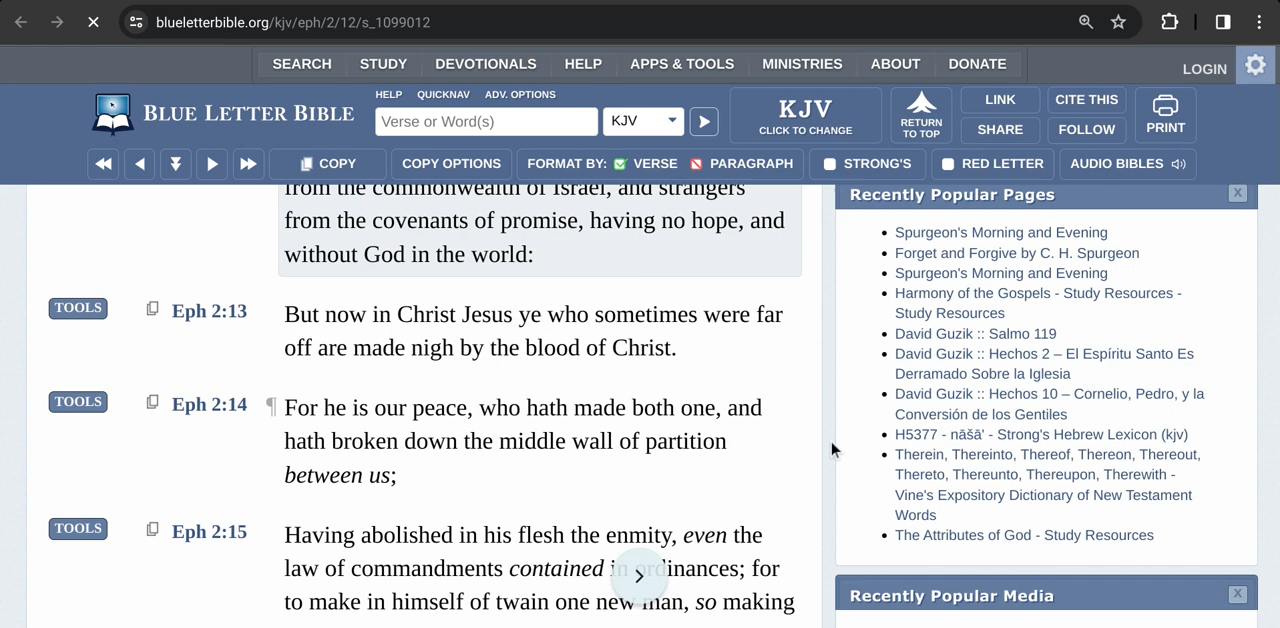 blueletterbible.org/kjv/eph/2/12/s_1099012
SEARCH STUDY DEVOTIONALS HELP APPS & TOOLS MINISTRIES ABOUT DONATE
LOGIN
BLUE LETTER BIBLE
HELP QUICKNAV ADV. OPTIONS
Verse or Word(s)
KJV
KJV
CLICK TO CHANGE
RETURN
TO TOP
LINK
CITE THIS
SHARE
FOLLOW
PRINT
COPY
COPY OPTIONS
FORMAT BY: VERSE PARAGRAPH
STRONG'S
RED LETTER
AUDIO BIBLES
from the commonwealth of Israel, and strangers
from the covenants of promise, having no hope, and
without God in the world:
TOOLS Eph 2:13 But now in Christ Jesus ye who sometimes were far
off are made nigh by the blood of Christ.
TOOLS Eph 2:14 ¶ For he is our peace, who hath made both one, and
hath broken down the middle wall of partition
between us;
TOOLS Eph 2:15 Having abolished in his flesh the enmity, even the
law of commandments contained in ordinances; for
to make in himself of twain one new man, so making
Recently Popular Pages X
Spurgeon's Morning and Evening
Forget and Forgive by C. H. Spurgeon
Spurgeon's Morning and Evening
Harmony of the Gospels - Study Resources -
Study Resources
David Guzik :: Salmo 119
David Guzik :: Hechos 2 – El Espíritu Santo Es
Derramado Sobre la Iglesia
David Guzik :: Hechos 10 – Cornelio, Pedro, y la
Conversión de los Gentiles
H5377 - nāšā' - Strong's Hebrew Lexicon (kjv)
Therein, Thereinto, Thereof, Thereon, Thereout,
Thereto, Thereunto, Thereupon, Therewith -
Vine's Expository Dictionary of New Testament
Words
The Attributes of God - Study Resources
Recently Popular Media X